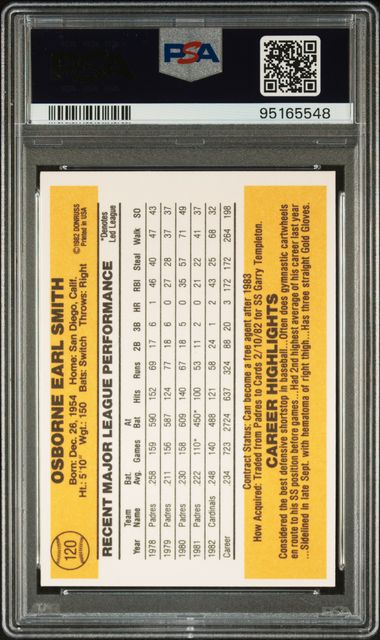 PSA
95165548
120
OSBORNE EARL SMITH
©1982 DONRUSS
Printed in USA
Born: Dec. 26, 1954 Home: San Diego, Calif.
Ht.: 5'10" Wgt.: 150 Bats: Switch Throws: Right
RECENT MAJOR LEAGUE PERFORMANCE
*Denotes
Led League
Year Team Name Bat. Avg. Games At Bat Hits Runs 2B 3B HR RBI Steal Walk SO
1978 Padres 258 159 590 152 69 17 6 1 46 40 47 43
1979 Padres 211 156 587 124 77 18 6 0 27 28 37 37
1980 Padres 230 158 609 140 67 18 5 0 35 57 71 49
1981 Padres 222 110* 450* 100 53 11 2 0 21 22 41 37
1982 Cardinals 248 140 488 121 58 24 1 2 43 25 68 32
Career 234 723 2724 637 324 88 20 3 172 172 264 198
Contract Status: Can become a free agent after 1983
How Acquired: Traded from Padres to Cards 2/10/82 for SS Garry Templeton.
CAREER HIGHLIGHTS
Considered the best defensive shortstop in baseball...Often does gymnastic cartwheels
en route to his SS position before games...Had 2nd highest average of his career last year
...Sidelined in late Sept. with hematoma of right thigh...Has three straight Gold Gloves.